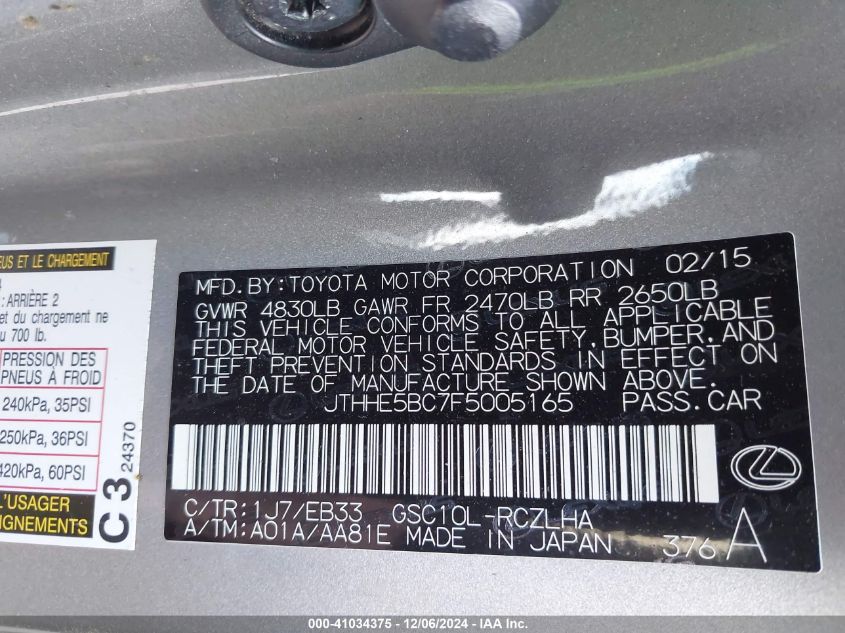 EUS ET LE CHARGEMENT
: ARRIÈRE 2
et du chargement ne
u 700 lb.
PRESSION DES
PNEUS À FROID
240kPa, 35PSI
250kPa, 36PSI
420kPa, 60PSI
L'USAGER
IGNEMENTS
C 3 24370
MFD. BY: TOYOTA MOTOR CORPORATION 02/15
GVWR 4830LB GAWR FR 2470LB RR 2650LB
THIS VEHICLE CONFORMS TO ALL APPLICABLE
FEDERAL MOTOR VEHICLE SAFETY, BUMPER, AND
THEFT PREVENTION STANDARDS IN EFFECT ON
THE DATE OF MANUFACTURE SHOWN ABOVE.
JTHHE5BC7F5005165 PASS. CAR
C/TR: 1J7/EB33 GSC10L-RCZLHA
A/TM: A01A/AA81E MADE IN JAPAN 376 A
000-41034375 - 12/06/2024 - IAA Inc.